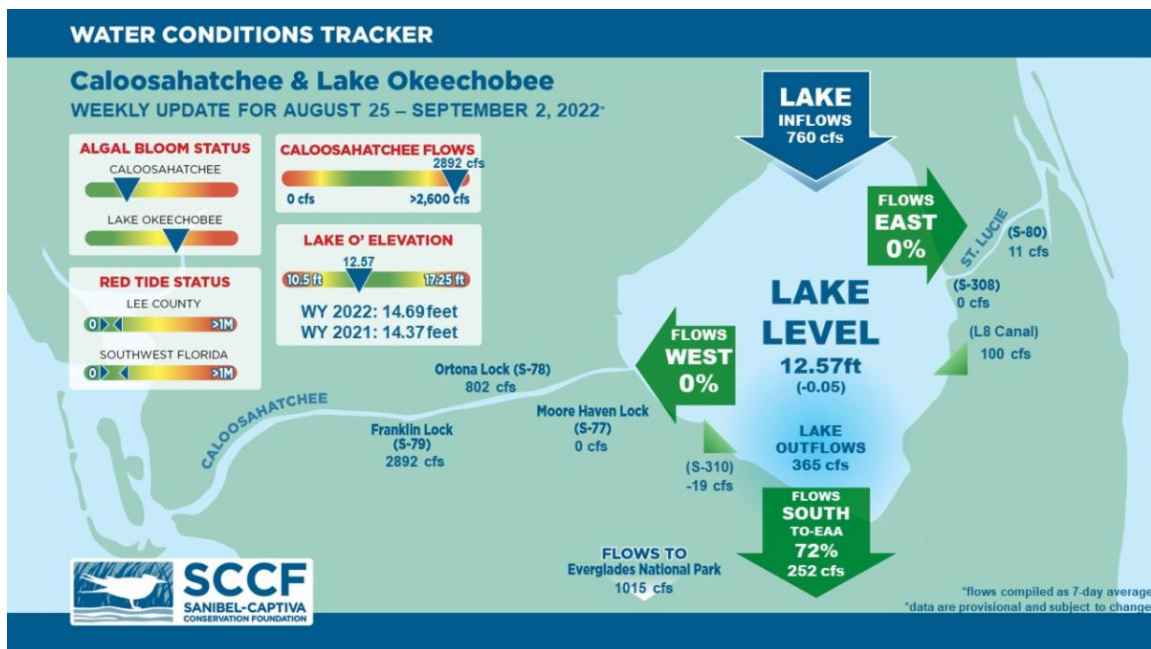 WATER CONDITIONS TRACKER
Caloosahatchee & Lake Okeechobee
WEEKLY UPDATE FOR AUGUST 25 – SEPTEMBER 2, 2022*
ALGAL BLOOM STATUS
CALOOSAHATCHEE
LAKE OKEECHOBEE
RED TIDE STATUS
LEE COUNTY
0 >1M
SOUTHWEST FLORIDA
0 >1M
CALOOSAHATCHEE FLOWS
2892 cfs
0 cfs >2,600 cfs
LAKE O' ELEVATION
12.57
10.5 ft 17.25 ft
WY 2022: 14.69 feet
WY 2021: 14.37 feet
LAKE
INFLOWS
760 cfs
FLOWS
EAST
0%
ST. LUCIE
(S-80)
11 cfs
(S-308)
0 cfs
(L8 Canal)
100 cfs
LAKE
LEVEL
12.57ft
(-0.05)
FLOWS
WEST
0%
LAKE
OUTFLOWS
365 cfs
Ortona Lock (S-78)
802 cfs
Moore Haven Lock
(S-77)
0 cfs
CALOOSAHATCHEE
Franklin Lock
(S-79)
2892 cfs
(S-310)
-19 cfs
FLOWS
SOUTH
TO-EAA
72%
252 cfs
FLOWS TO
Everglades National Park
1015 cfs
SCCF
SANIBEL-CAPTIVA
CONSERVATION FOUNDATION
*flows compiled as 7-day average
*data are provisional and subject to change